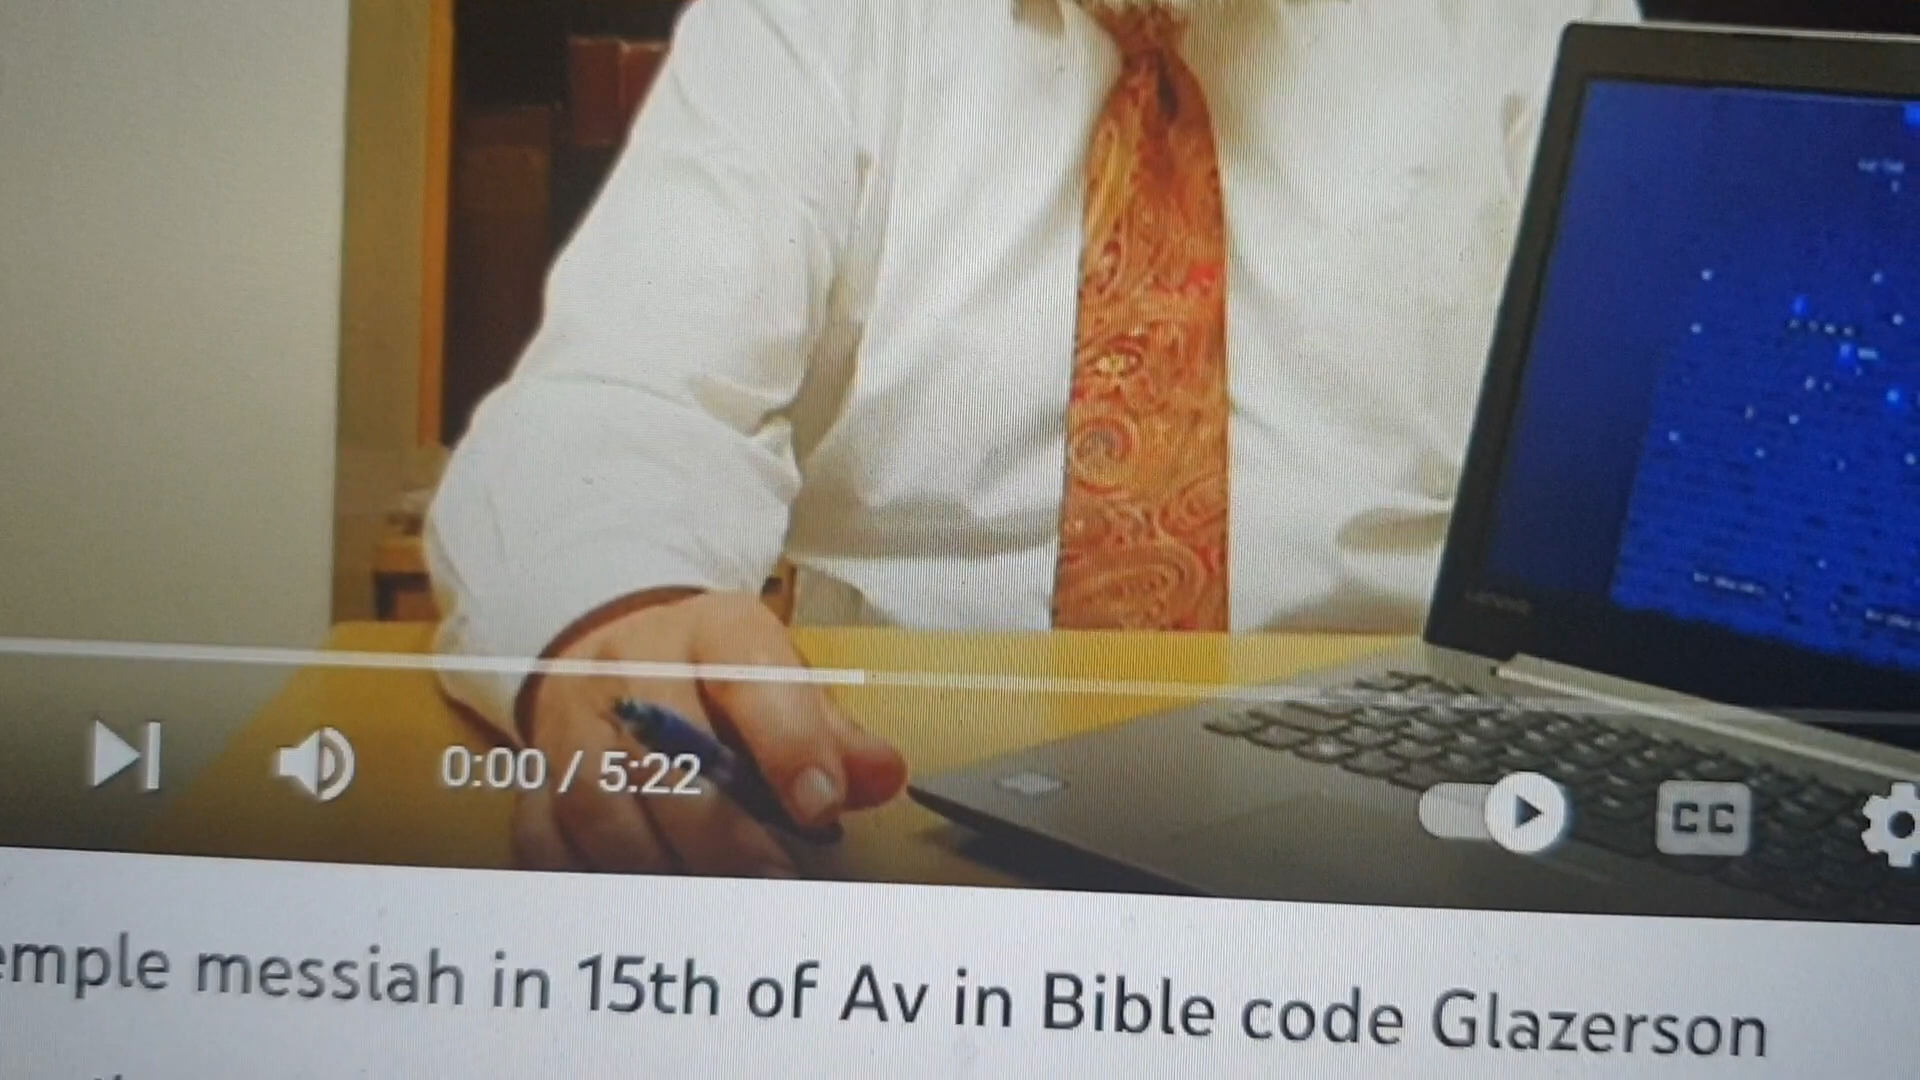 0:00 / 5:22
CC
emple messiah in 15th of Av in Bible code Glazerson